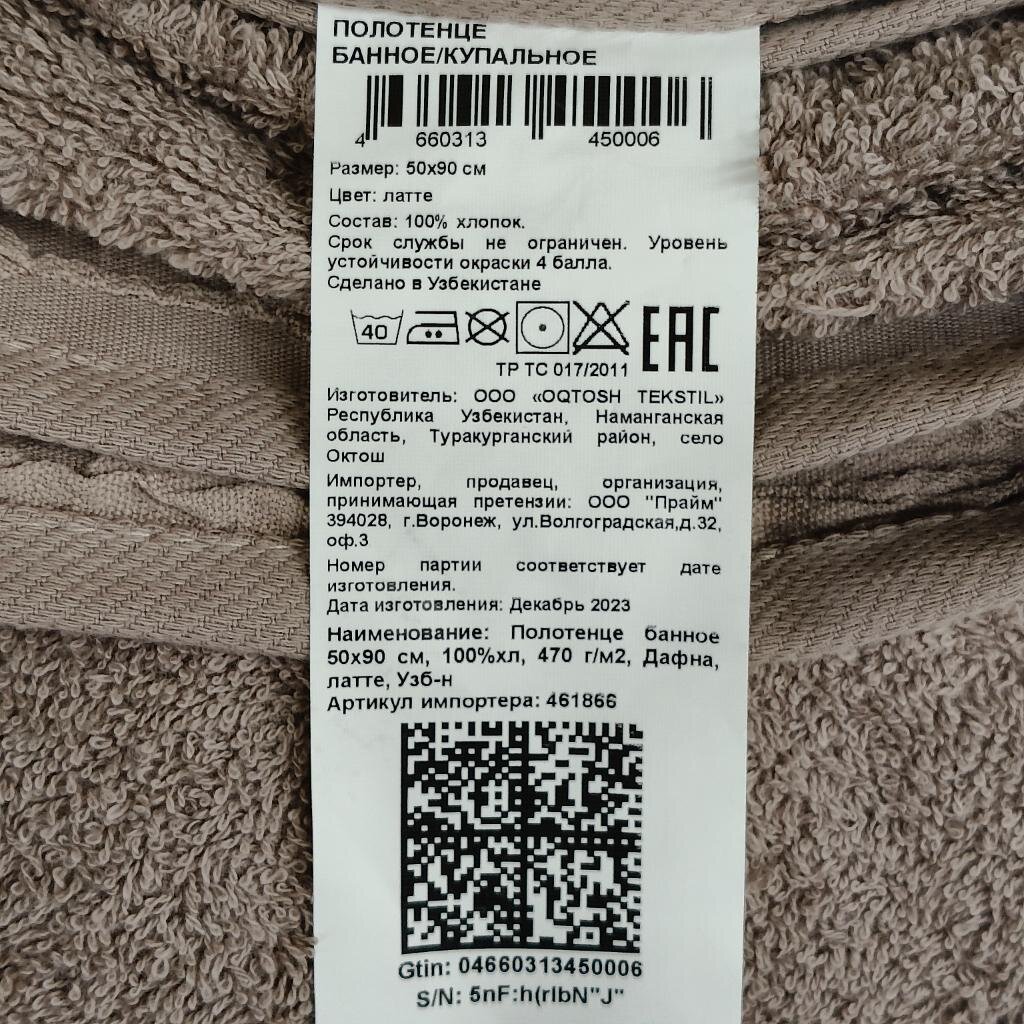 ПОЛОТЕНЦЕ
БАННОЕ/КУПАЛЬНОЕ
4 660313 450006
Размер: 50х90 см
Цвет: латте
Состав: 100% хлопок.
Срок службы не ограничен. Уровень
устойчивости окраски 4 балла.
Сделано в Узбекистане
40
EAC
ТР ТС 017/2011
Изготовитель: ООО «OQTOSH TEKSTIL»
Республика Узбекистан, Наманганская
область, Туракурганский район, село
Октош
Импортер, продавец, организация,
принимающая претензии: ООО "Прайм"
394028, г.Воронеж, ул.Волгоградская,д.32,
оф.3
Номер партии соответствует дате
изготовления.
Дата изготовления: Декабрь 2023
Наименование: Полотенце банное
50х90 см, 100%хл, 470 г/м2, Дафна,
латте, Узб-н
Артикул импортера: 461866
Gtin: 04660313450006
S/N: 5nF:h(rIbN"J"